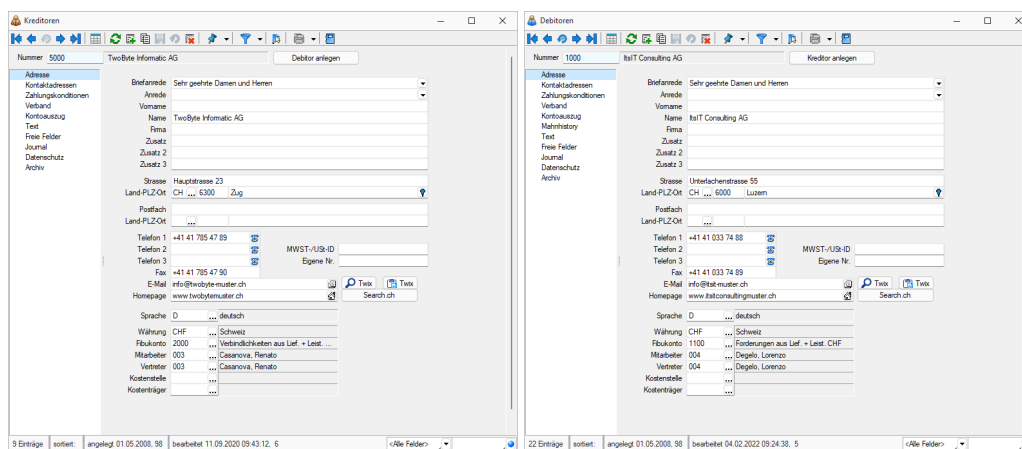 Kreditoren
Nummer 5000 TwoByte Informatic AG Debitor anlegen
Adresse
Kontaktadressen
Zahlungskonditionen
Verband
Kontoauszug
Text
Freie Felder
Journal
Datenschutz
Archiv
Briefanrede Sehr geehrte Damen und Herren
Anrede
Vorname
Name TwoByte Informatic AG
Firma
Zusatz
Zusatz 2
Zusatz 3
Strasse Hauptstrasse 23
Land-PLZ-Ort CH ... 6300 Zug
Postfach
Land-PLZ-Ort ...
Telefon 1 +41 41 785 47 89
Telefon 2 MWST-/USt-ID
Telefon 3 Eigene Nr.
Fax +41 41 785 47 90
E-Mail info@twobyte-muster.ch Twix Twix
Homepage www.twobytemuster.ch Search.ch
Sprache D ... deutsch
Währung CHF ... Schweiz
Fibukonto 2000 ... Verbindlichkeiten aus Lief. + Leist. ...
Mitarbeiter 003 ... Casanova, Renato
Vertreter 003 ... Casanova, Renato
Kostenstelle ...
Kostenträger ...
9 Einträge sortiert: angelegt 01.05.2008, 98 bearbeitet 11.09.2020 09:43:12, 6 <Alle Felder>
Debitoren
Nummer 1000 ItsIT Consulting AG Kreditor anlegen
Adresse
Kontaktadressen
Zahlungskonditionen
Verband
Kontoauszug
Mahnhistory
Text
Freie Felder
Journal
Datenschutz
Archiv
Briefanrede Sehr geehrte Damen und Herren
Anrede
Vorname
Name ItsIT Consulting AG
Firma
Zusatz
Zusatz 2
Zusatz 3
Strasse Unterlachenstrasse 55
Land-PLZ-Ort CH ... 6000 Luzern
Postfach
Land-PLZ-Ort ...
Telefon 1 +41 41 033 74 88
Telefon 2 MWST-/USt-ID
Telefon 3 Eigene Nr.
Fax +41 41 033 74 89
E-Mail info@itsit-muster.ch Twix Twix
Homepage www.itsitconsultingmuster.ch Search.ch
Sprache D ... deutsch
Währung CHF ... Schweiz
Fibukonto 1100 ... Forderungen aus Lief. + Leist. CHF
Mitarbeiter 004 ... Degelo, Lorenzo
Vertreter 004 ... Degelo, Lorenzo
Kostenstelle ...
Kostenträger ...
22 Einträge sortiert: angelegt 01.05.2008, 98 bearbeitet 04.02.2022 09:24:38, 5 <Alle Felder>